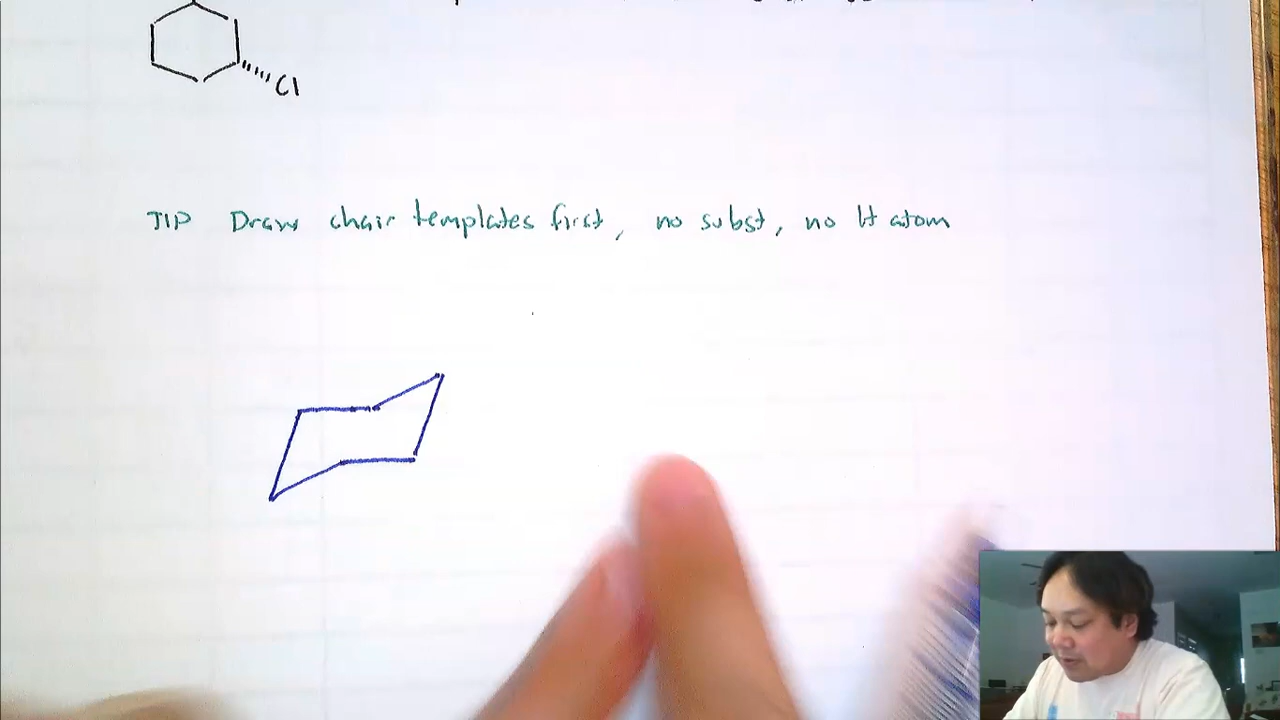 Cl
TIP Draw chair templates first, no subst, no H atom